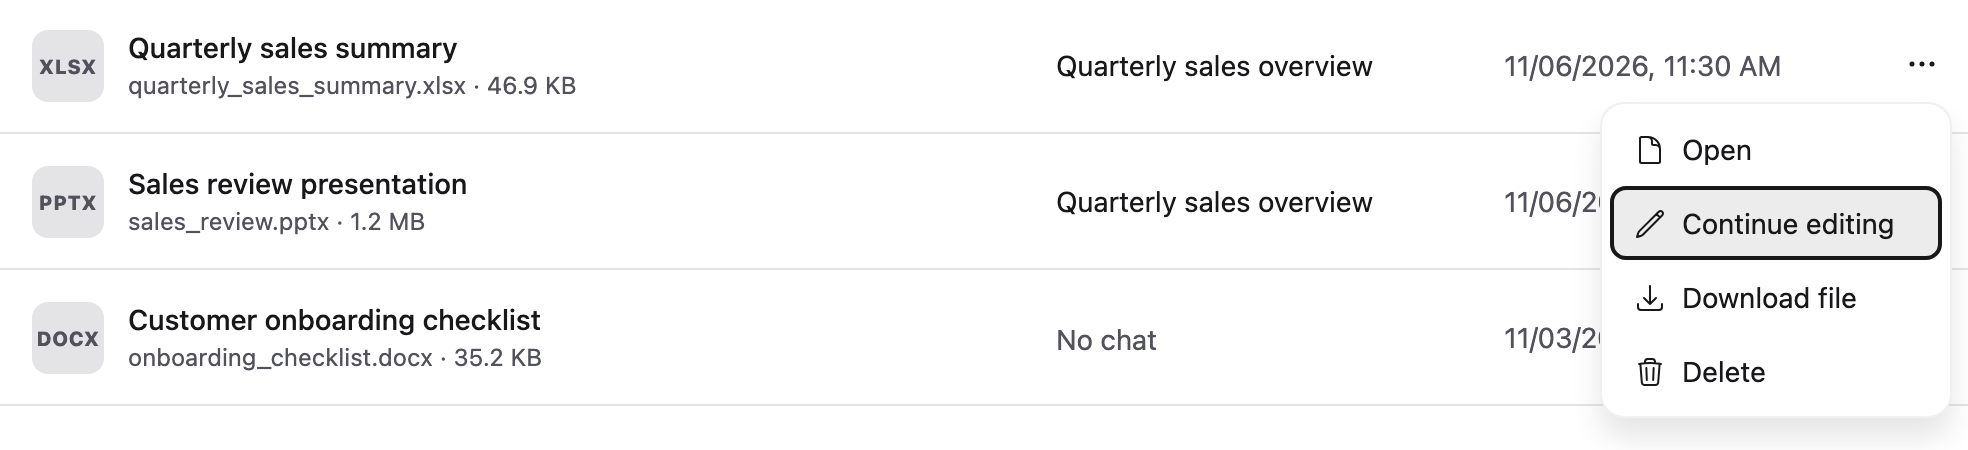 XLSX
Quarterly sales summary
quarterly_sales_summary.xlsx · 46.9 KB
Quarterly sales overview
11/06/2026, 11:30 AM
PPTX
Sales review presentation
sales_review.pptx · 1.2 MB
Quarterly sales overview
DOCX
Customer onboarding checklist
onboarding_checklist.docx · 35.2 KB
No chat
Open
Continue editing
Download file
Delete